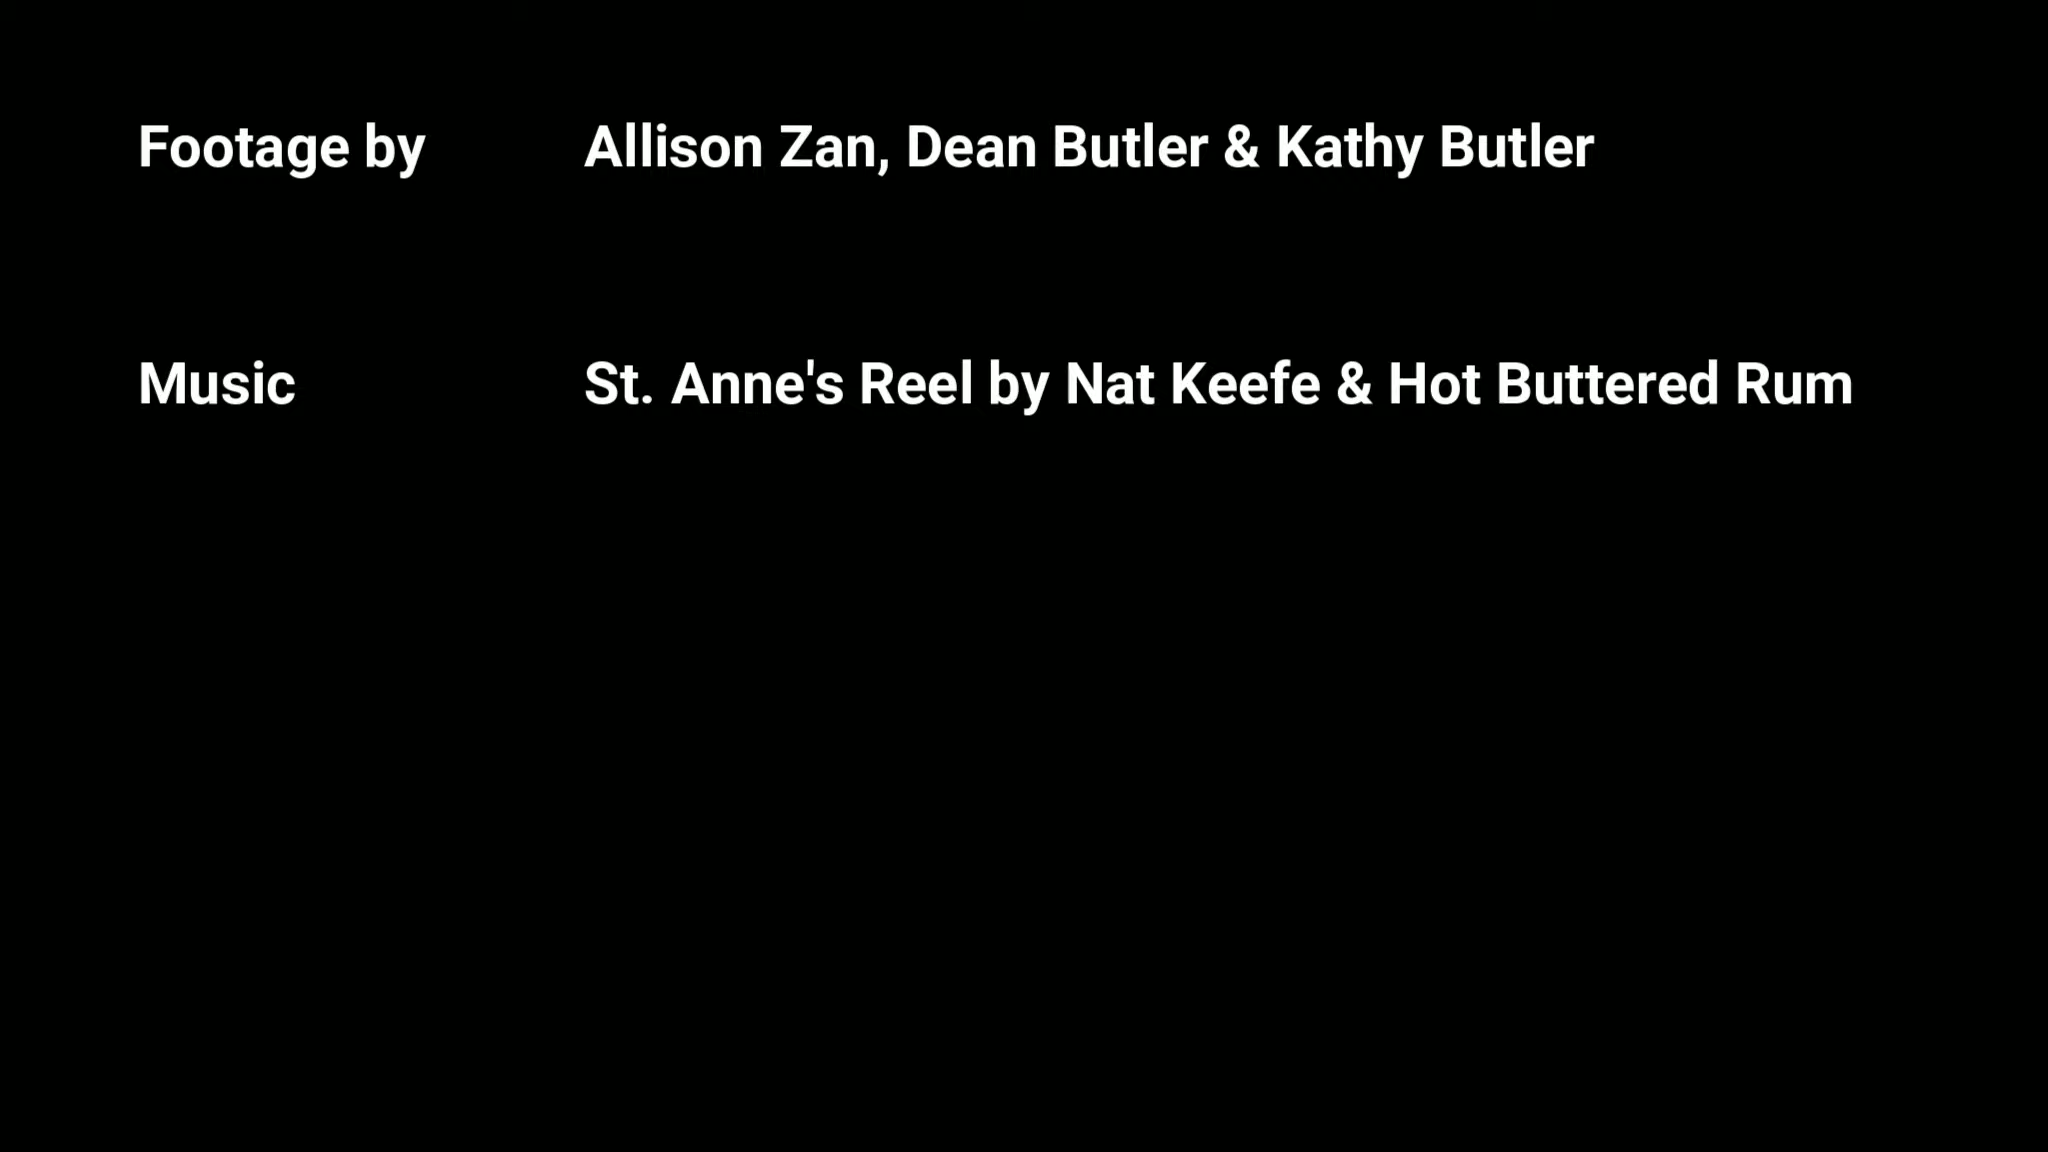 Footage by Allison Zan, Dean Butler & Kathy Butler
Music St. Anne's Reel by Nat Keefe & Hot Buttered Rum